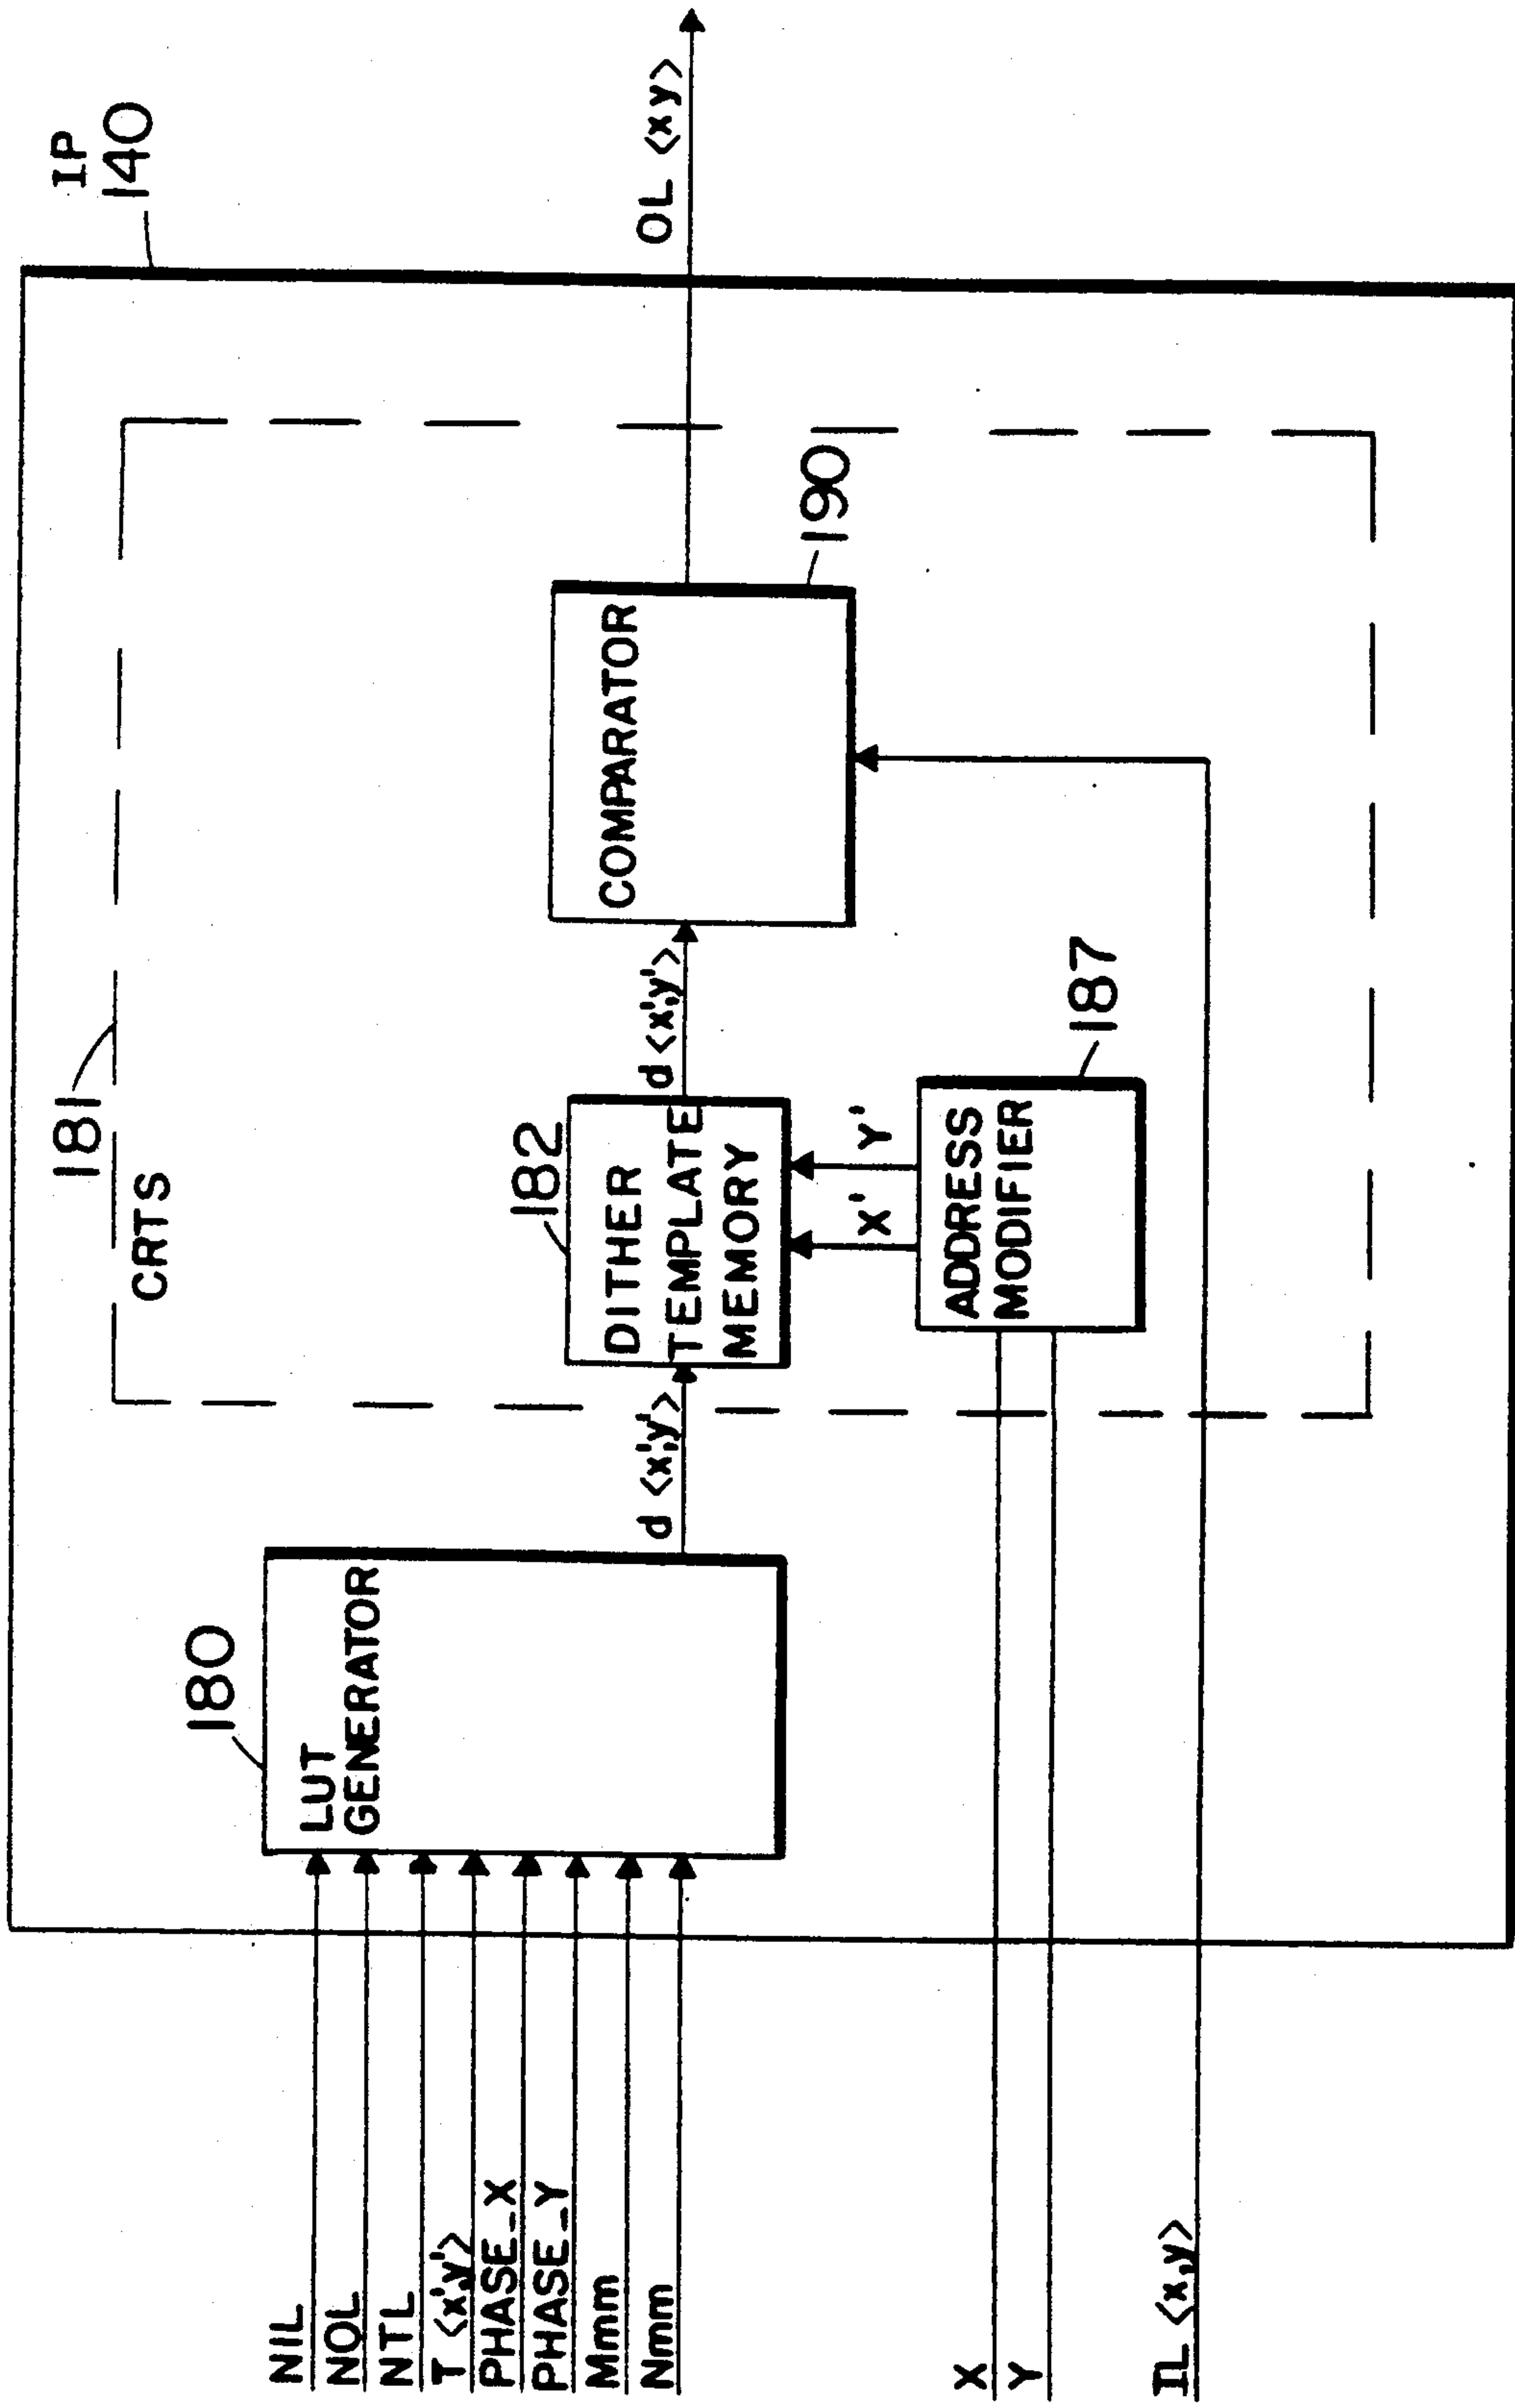 IP
140
181
CRTS
180
LUT
GENERATOR
NIL
NOL
NTL
T <x',y'>
PHASE_X
PHASE_Y
Mmm
Nmm
d <x',y'>
182
DITHER
TEMPLATE
MEMORY
d <x',y'>
COMPARATOR
190
OL <xy>
X' Y'
ADDRESS
MODIFIER
187
X
Y
IL <x,y>